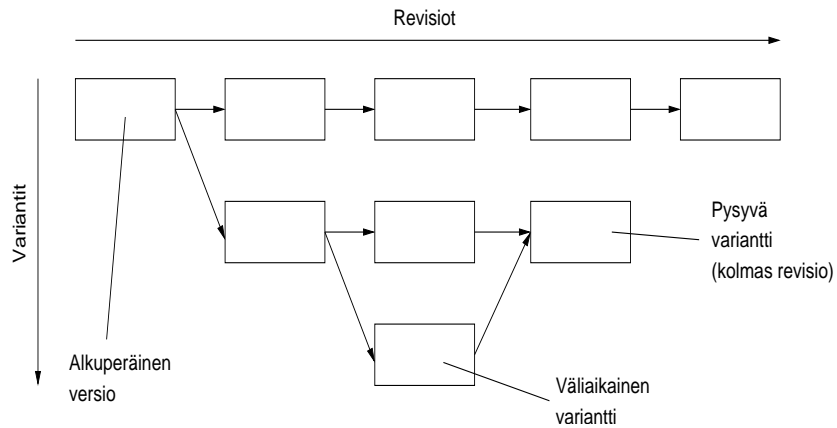 Revisiot
Variantit
Pysyvä
variantti
(kolmas revisio)
Alkuperäinen
versio
Väliaikainen
variantti